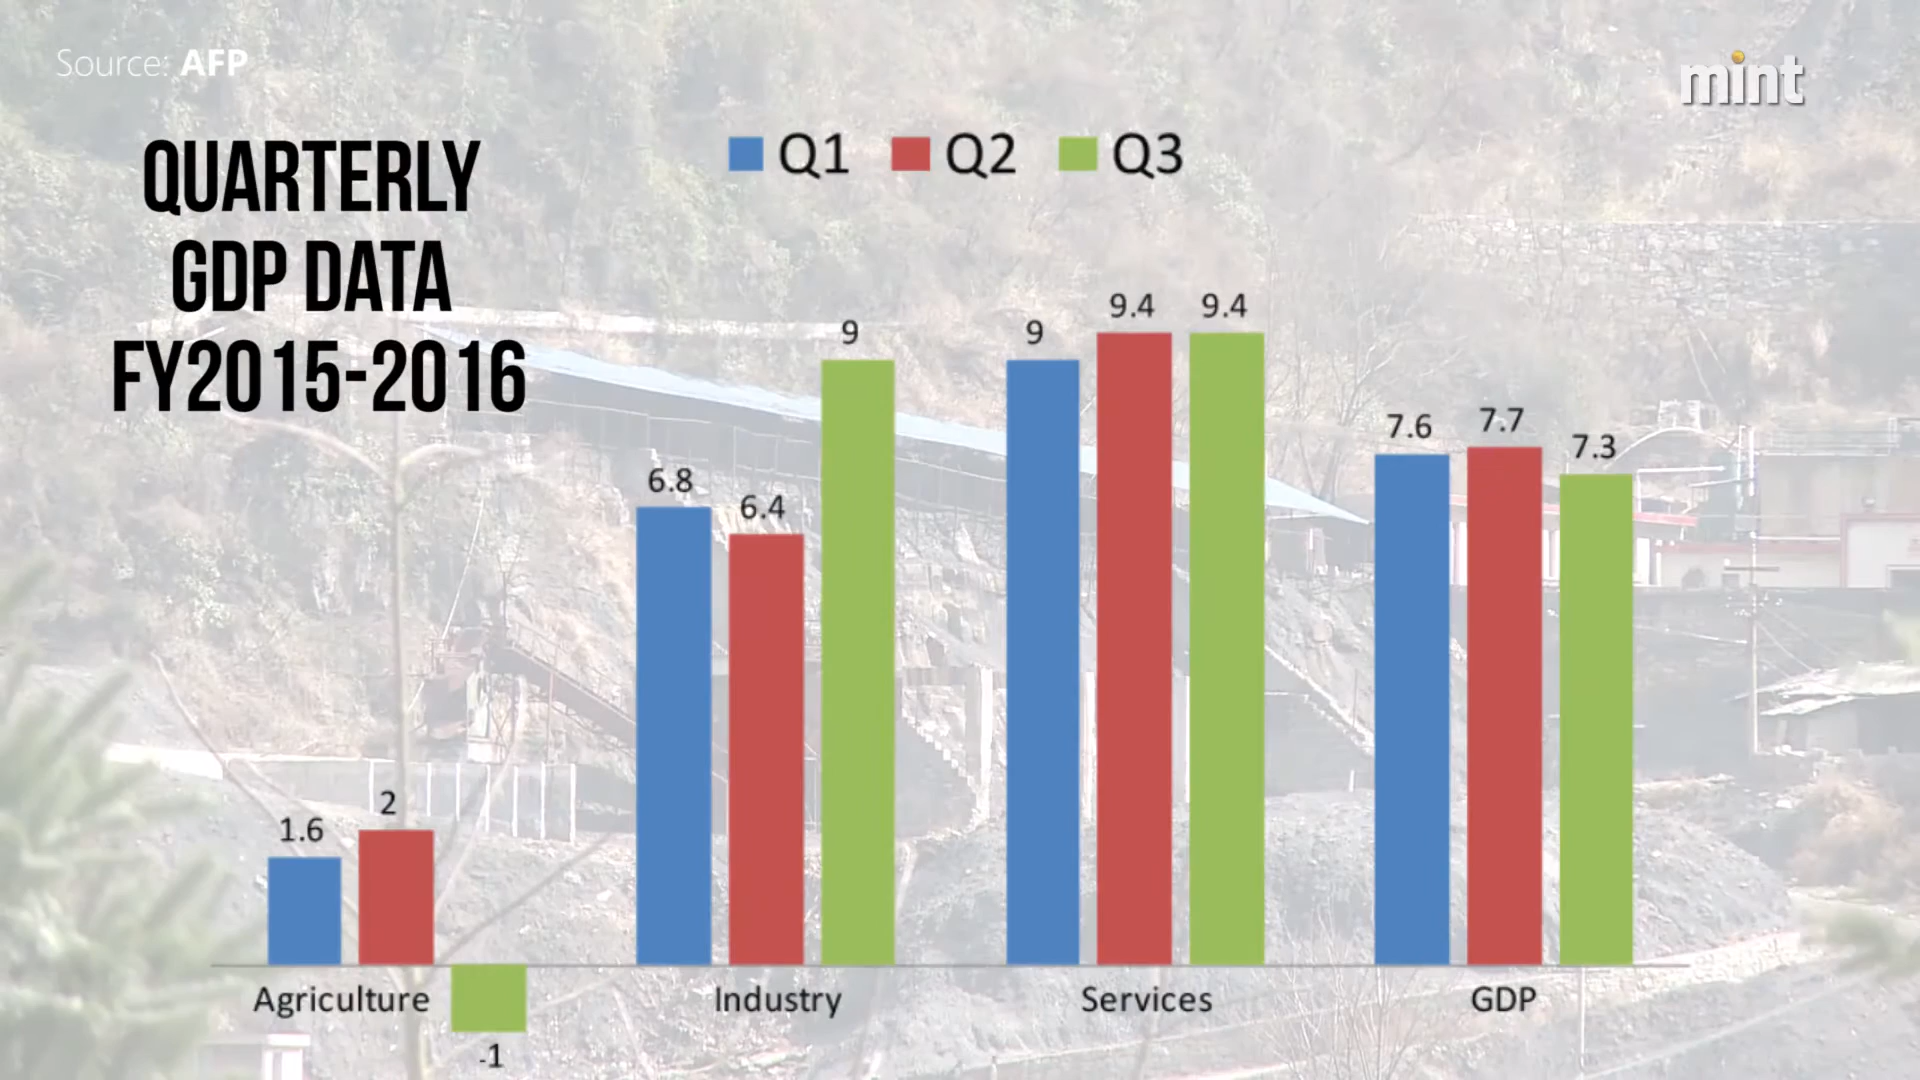 Source: AFP
mint
QUARTERLY
GDP DATA
FY2015-2016
Q1 Q2 Q3
1.6 2 -1
6.8 6.4 9
9 9.4 9.4
7.6 7.7 7.3
Agriculture Industry Services GDP